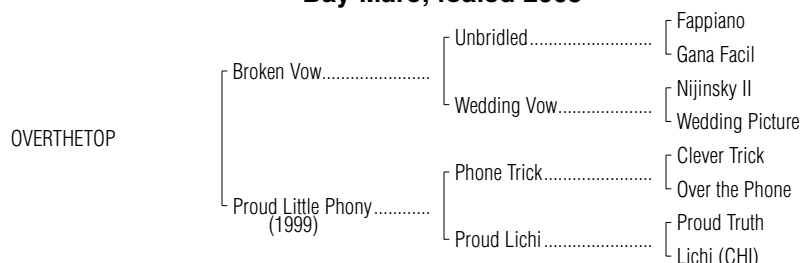 Bay Mare, foaled
Fappiano
Unbridled
Gana Facil
Broken Vow
Nijinsky II
Wedding Vow
Wedding Picture
OVERTHETOP
Clever Trick
Phone Trick
Over the Phone
Proud Little Phony
(1999)
Proud Truth
Proud Lichi
Lichi (CHI)